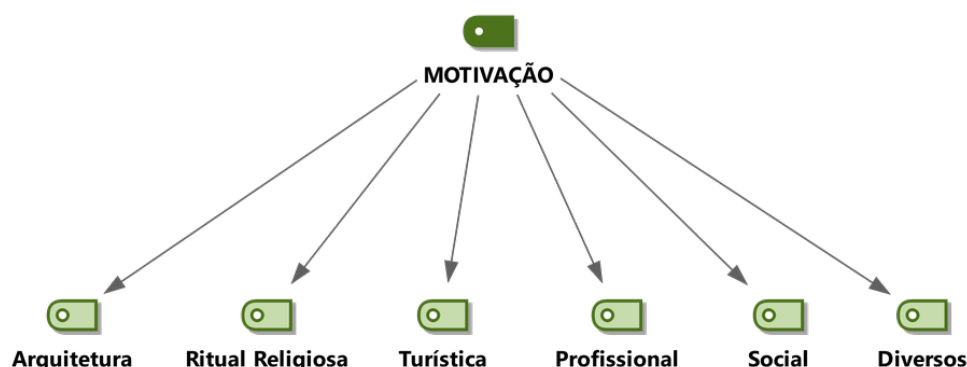 MOTIVAÇÃO
Arquitetura Ritual Religiosa Turística Profissional Social Diversos